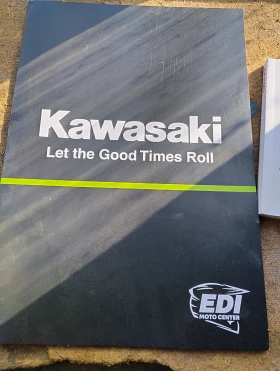 Kawasaki
Let the Good Times Roll
EDI
MOTO CENTER